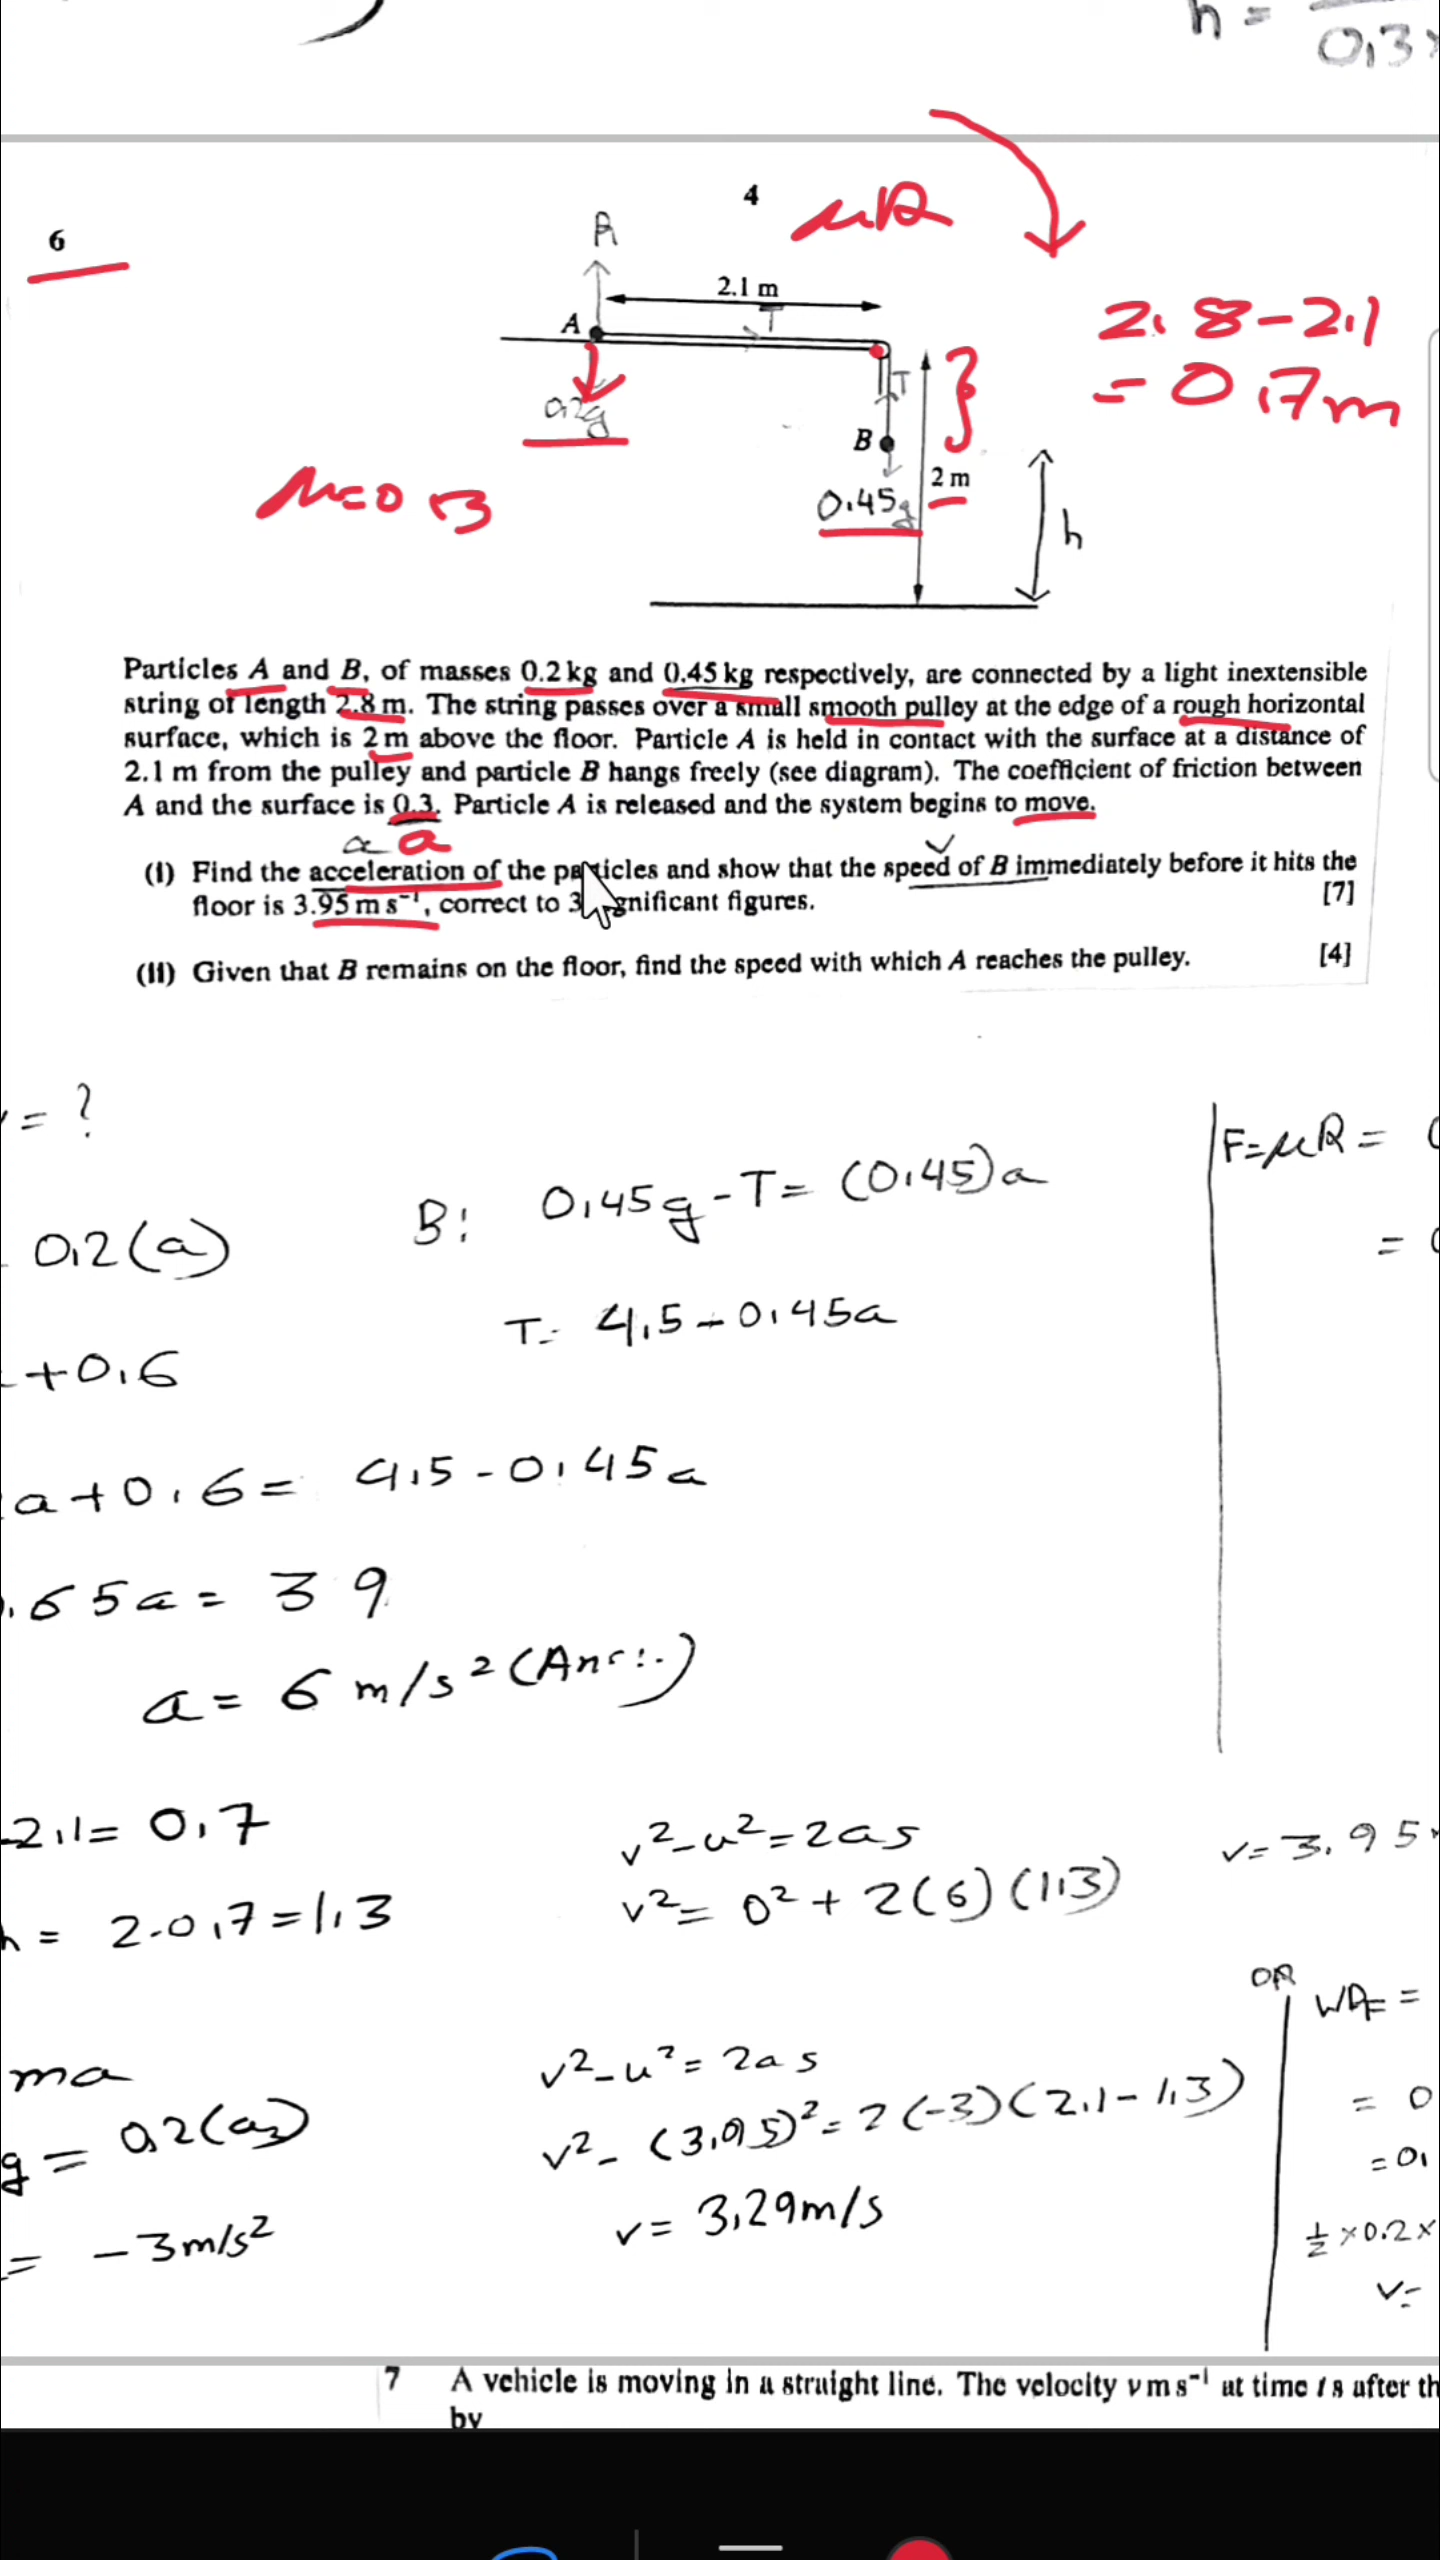 h =
0.3
4
6
R
μR
2.1 m
A
T
2.8-2.1
= 0.7m
T
0.2g
B
2 m
μ=0.3
0.45g
h
Particles A and B, of masses 0.2 kg and 0.45 kg respectively, are connected by a light inextensible
string of length 2.8 m. The string passes over a small smooth pulley at the edge of a rough horizontal
surface, which is 2 m above the floor. Particle A is held in contact with the surface at a distance of
2.1 m from the pulley and particle B hangs freely (see diagram). The coefficient of friction between
A and the surface is 0.3. Particle A is released and the system begins to move.
a a v
(i) Find the acceleration of the particles and show that the speed of B immediately before it hits the
floor is 3.95 m s⁻¹, correct to 3 gnificant figures. [7]
(ii) Given that B remains on the floor, find the speed with which A reaches the pulley. [4]
= ?
F=μR =
B: 0.45g-T= (0.45)a
0.2(a)
=
T= 4.5-0.45a
+0.6
a+0.6= 4.5-0.45a
.65a= 39
a= 6 m/s² (Ans:.)
-2.1= 0.7
v²-u²=2as
v=3.95
h = 2-0.7=1.3
v²= 0²+2(6)(1.3)
OR
WDF =
ma
v²-u²=2as
g= 0.2(a)
v²-(3.95)²=2(-3)(2.1-1.3)
= 0
=0.
= -3m/s²
v= 3.29m/s
½×0.2×
v=
7 A vehicle is moving in a straight line. The velocity v m s⁻¹ at time t s after th
by